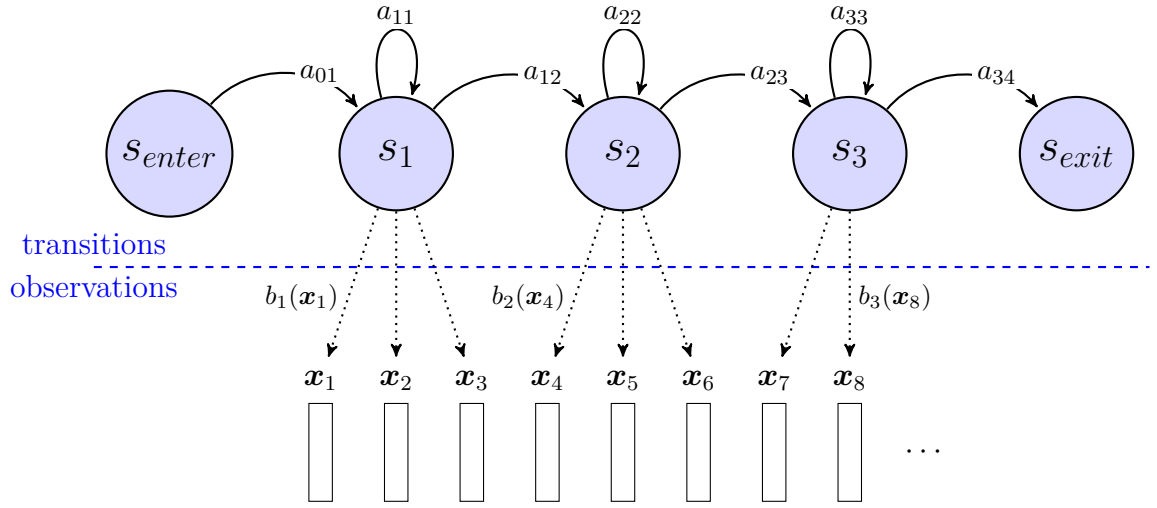 a₁₁ a₂₂ a₃₃
a₀₁ a₁₂ a₂₃ a₃₄
s_enter s₁ s₂ s₃ s_exit
transitions
observations
b₁(x₁) b₂(x₄) b₃(x₈)
x₁ x₂ x₃ x₄ x₅ x₆ x₇ x₈
...